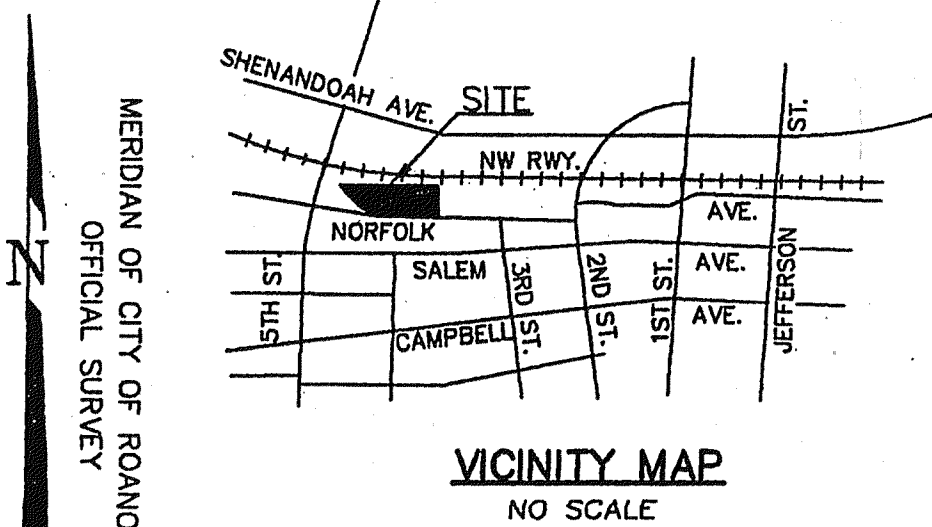 N
MERIDIAN OF CITY OF ROANO
OFFICIAL SURVEY
SHENANDOAH AVE.
SITE
NW RWY.
ST.
AVE.
NORFOLK
SALEM
AVE.
CAMPBELL
AVE.
5TH ST.
3RD ST.
2ND ST.
1ST ST.
JEFFERSON
VICINITY MAP
NO SCALE